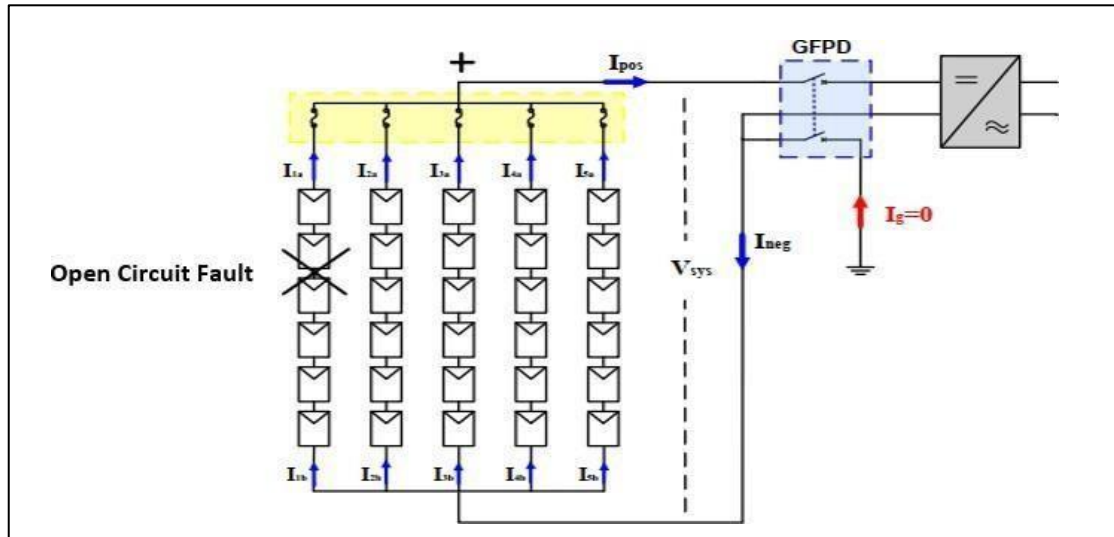 GFPD
+
Ipos
I1a
I2a
I3a
I4a
I5a
Ig=0
Ineg
Open Circuit Fault
Vsys
I1b
I2b
I3b
I4b
I5b